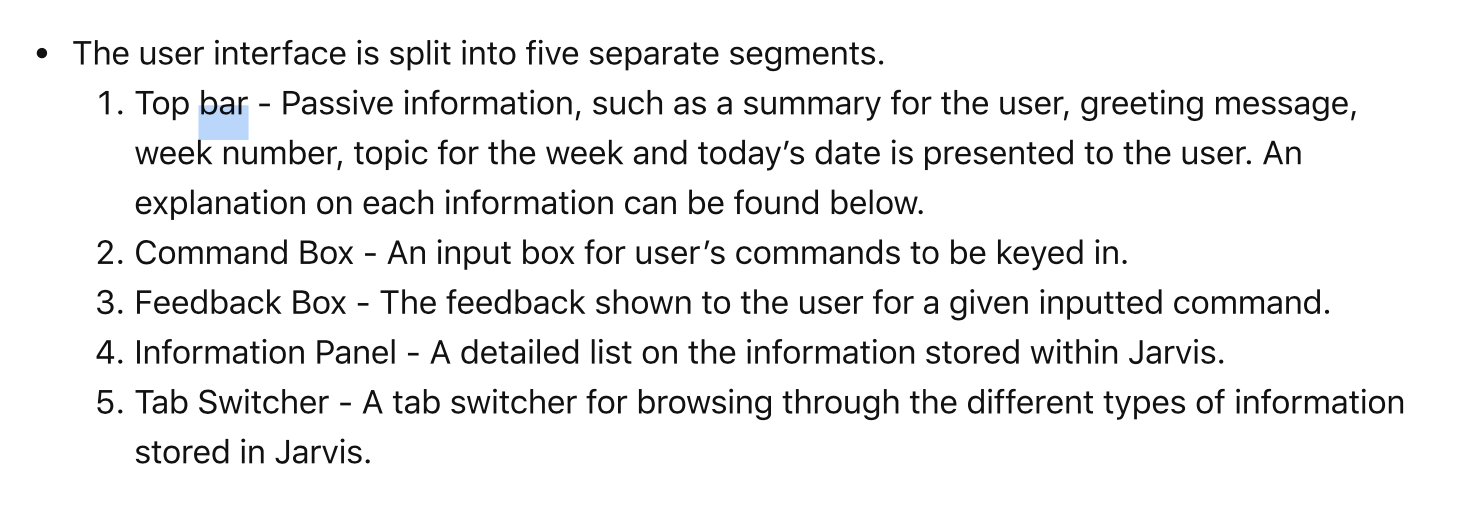 • The user interface is split into five separate segments.
1. Top bar - Passive information, such as a summary for the user, greeting message,
week number, topic for the week and today’s date is presented to the user. An
explanation on each information can be found below.
2. Command Box - An input box for user’s commands to be keyed in.
3. Feedback Box - The feedback shown to the user for a given inputted command.
4. Information Panel - A detailed list on the information stored within Jarvis.
5. Tab Switcher - A tab switcher for browsing through the different types of information
stored in Jarvis.